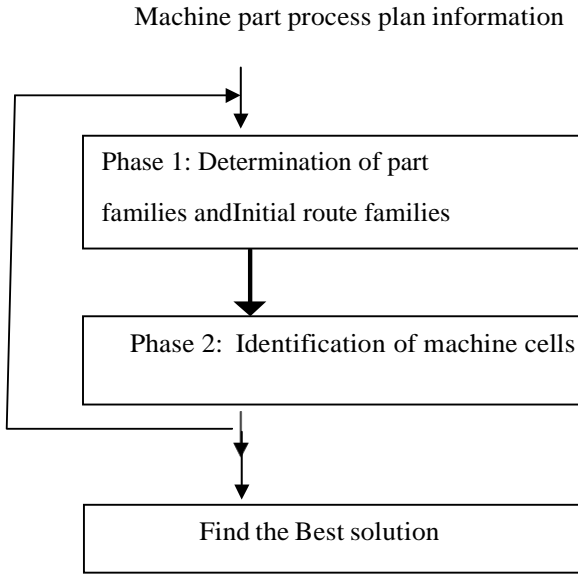 Machine part process plan information
Phase 1: Determination of part
families andInitial route families
Phase 2: Identification of machine cells
Find the Best solution